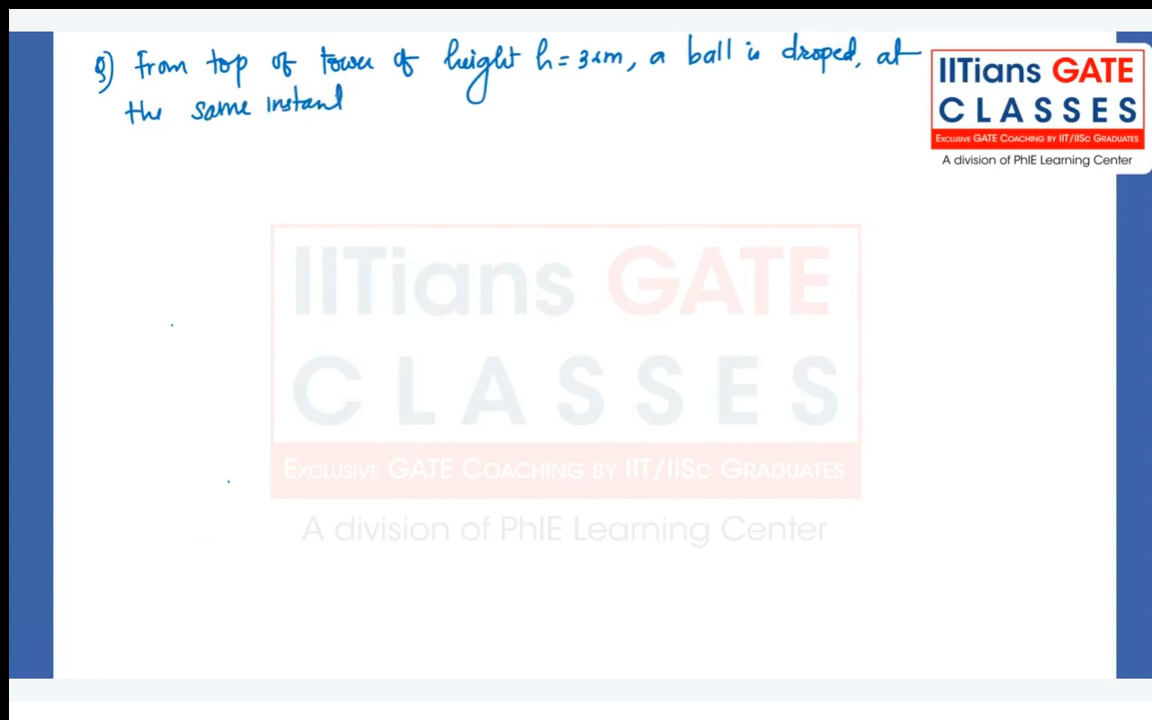 Q) From top of tower of height h = 36m, a ball is droped, at
the same instant
IITians GATE
CLASSES
EXCLUSIVE GATE COACHING BY IIT/IISc GRADUATES
A division of PhIE Learning Center
IITians GATE
CLASSES
EXCLUSIVE GATE COACHING BY IIT/IISc GRADUATES
A division of PhIE Learning Center